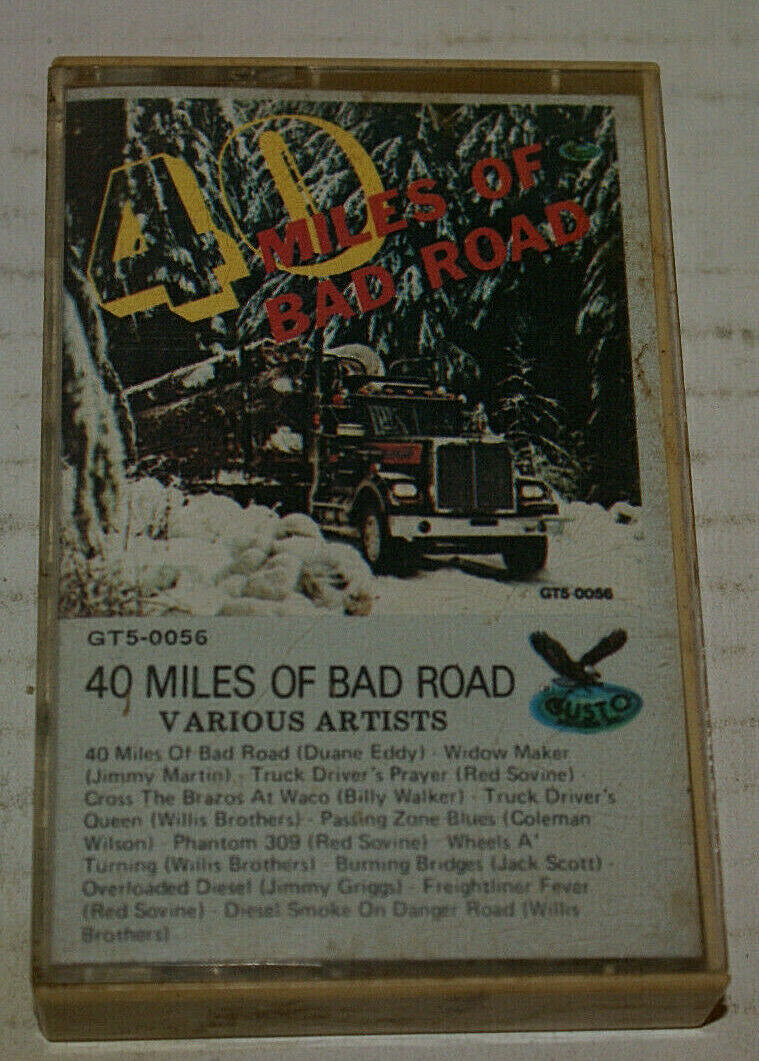 40 MILES OF
BAD ROAD
GT5-0056
GT5-0056
40 MILES OF BAD ROAD
GUSTO
VARIOUS ARTISTS
40 Miles Of Bad Road (Duane Eddy) · Widow Maker
(Jimmy Martin) · Truck Driver's Prayer (Red Sovine) ·
Cross The Brazos At Waco (Billy Walker) · Truck Driver's
Queen (Willis Brothers) · Passing Zone Blues (Coleman
Wilson) · Phantom 309 (Red Sovine) · Wheels A'
Turning (Willis Brothers) · Burning Bridges (Jack Scott) ·
Overloaded Diesel (Jimmy Griggs) · Freightliner Fever
(Red Sovine) · Diesel Smoke On Danger Road (Willis
Brothers)